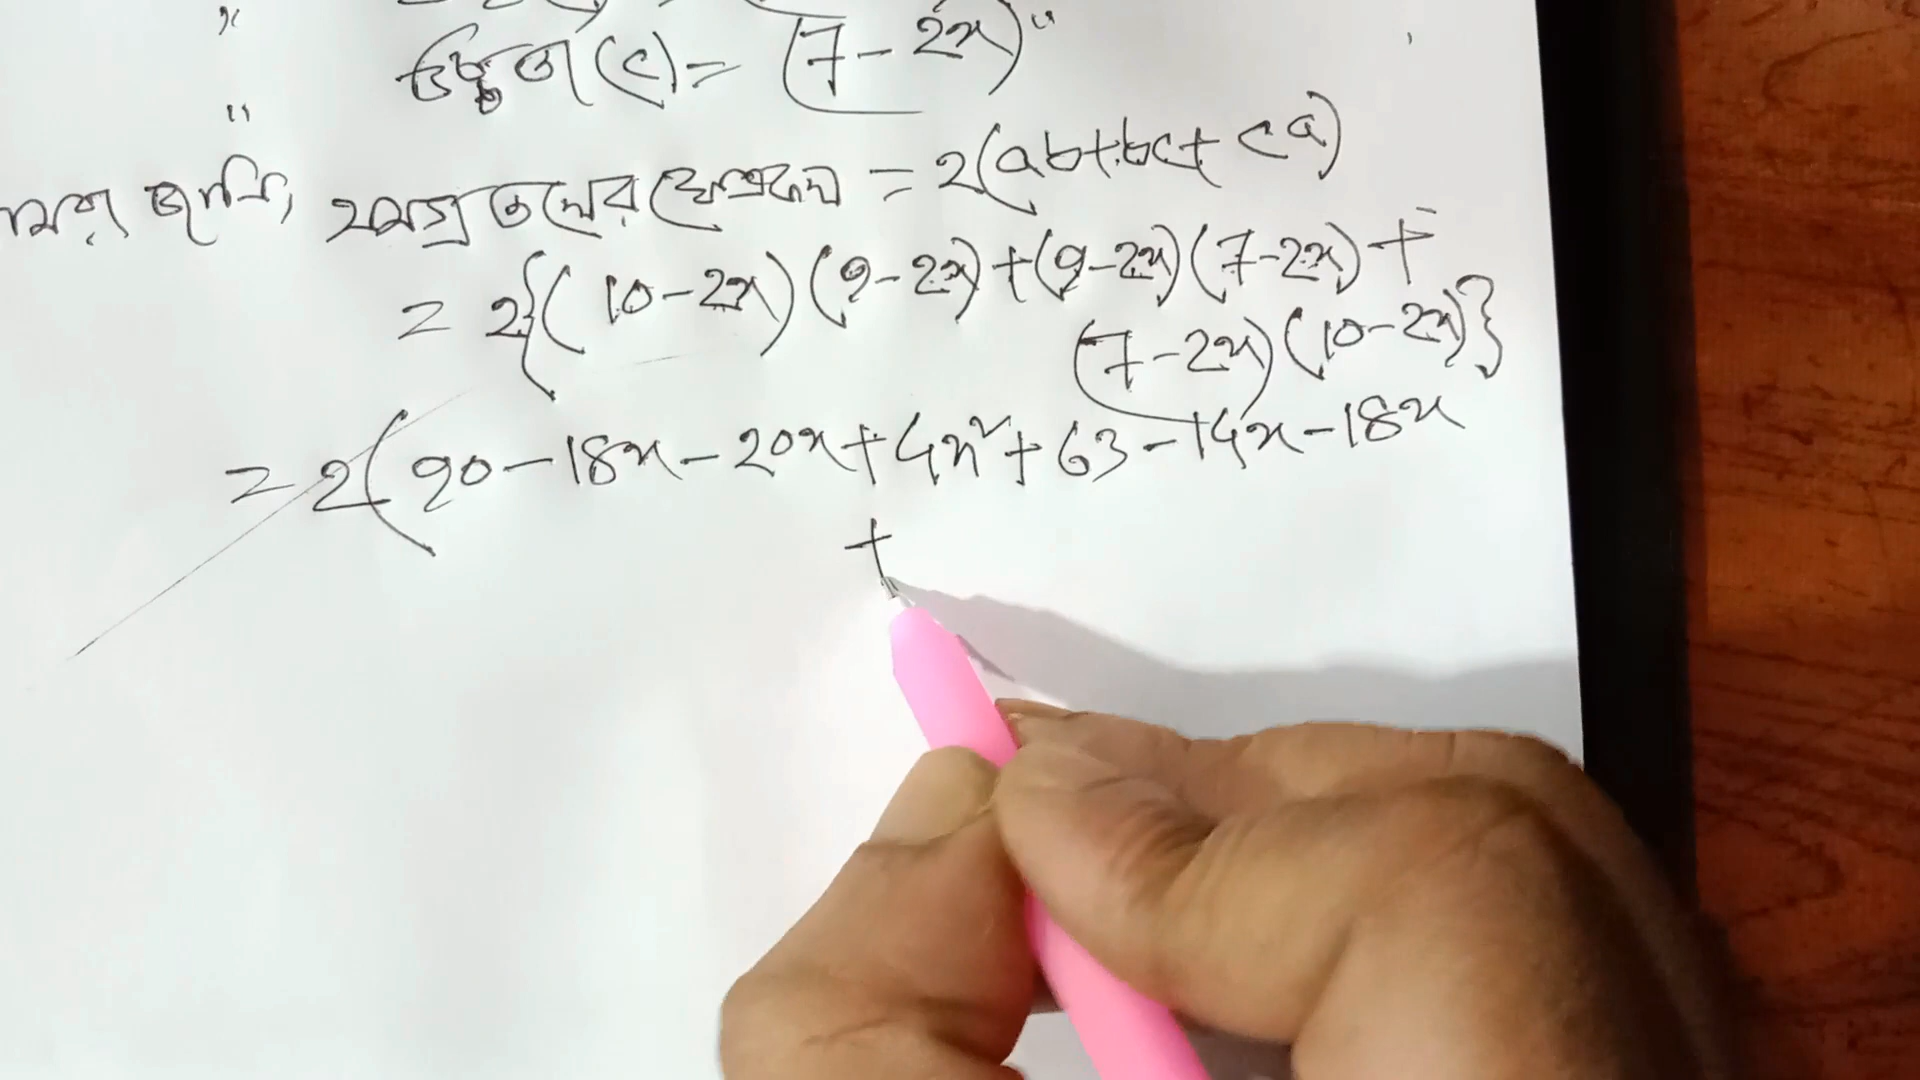 "
উচ্চতা (c) = (7 - 2x) "
"
জানি, সমগ্র তলের ক্ষেত্রফল = 2(ab+bc+ ca)
= 2{(10-2x)(9-2x)+(9-2x)(7-2x)+
(7-2x)(10-2x)}
= 2(90-18x-20x+4x²+63-14x-18x
+